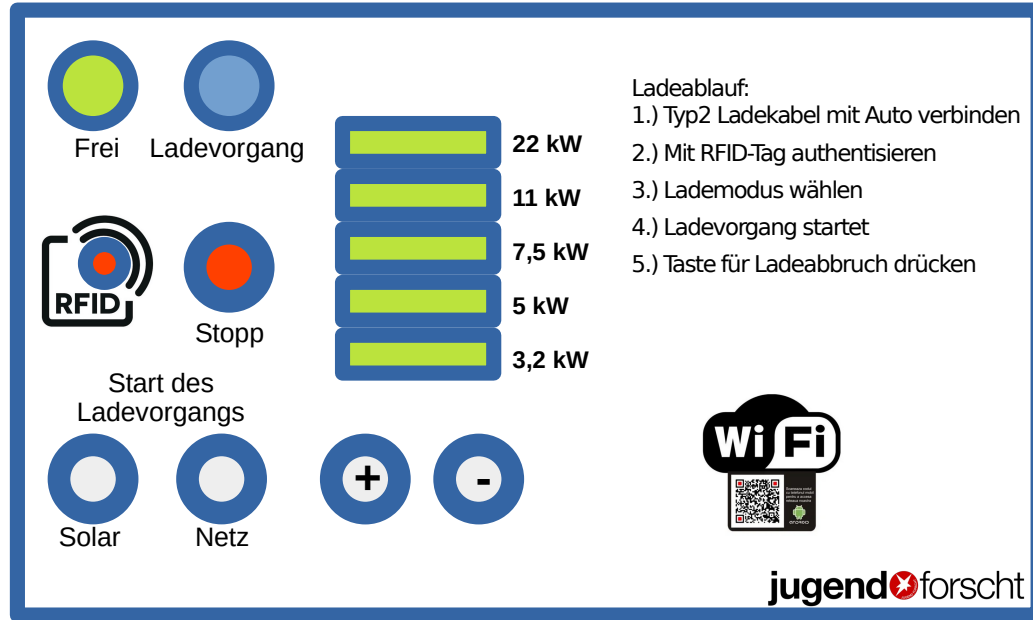 Frei
Ladevorgang
RFID
Stopp
Start des
Ladevorgangs
Solar
Netz
22 kW
11 kW
7,5 kW
5 kW
3,2 kW
+
-
Ladeablauf:
1.) Typ2 Ladekabel mit Auto verbinden
2.) Mit RFID-Tag authentisieren
3.) Lademodus wählen
4.) Ladevorgang startet
5.) Taste für Ladeabbruch drücken
WiFi
ANDROID
jugend forscht